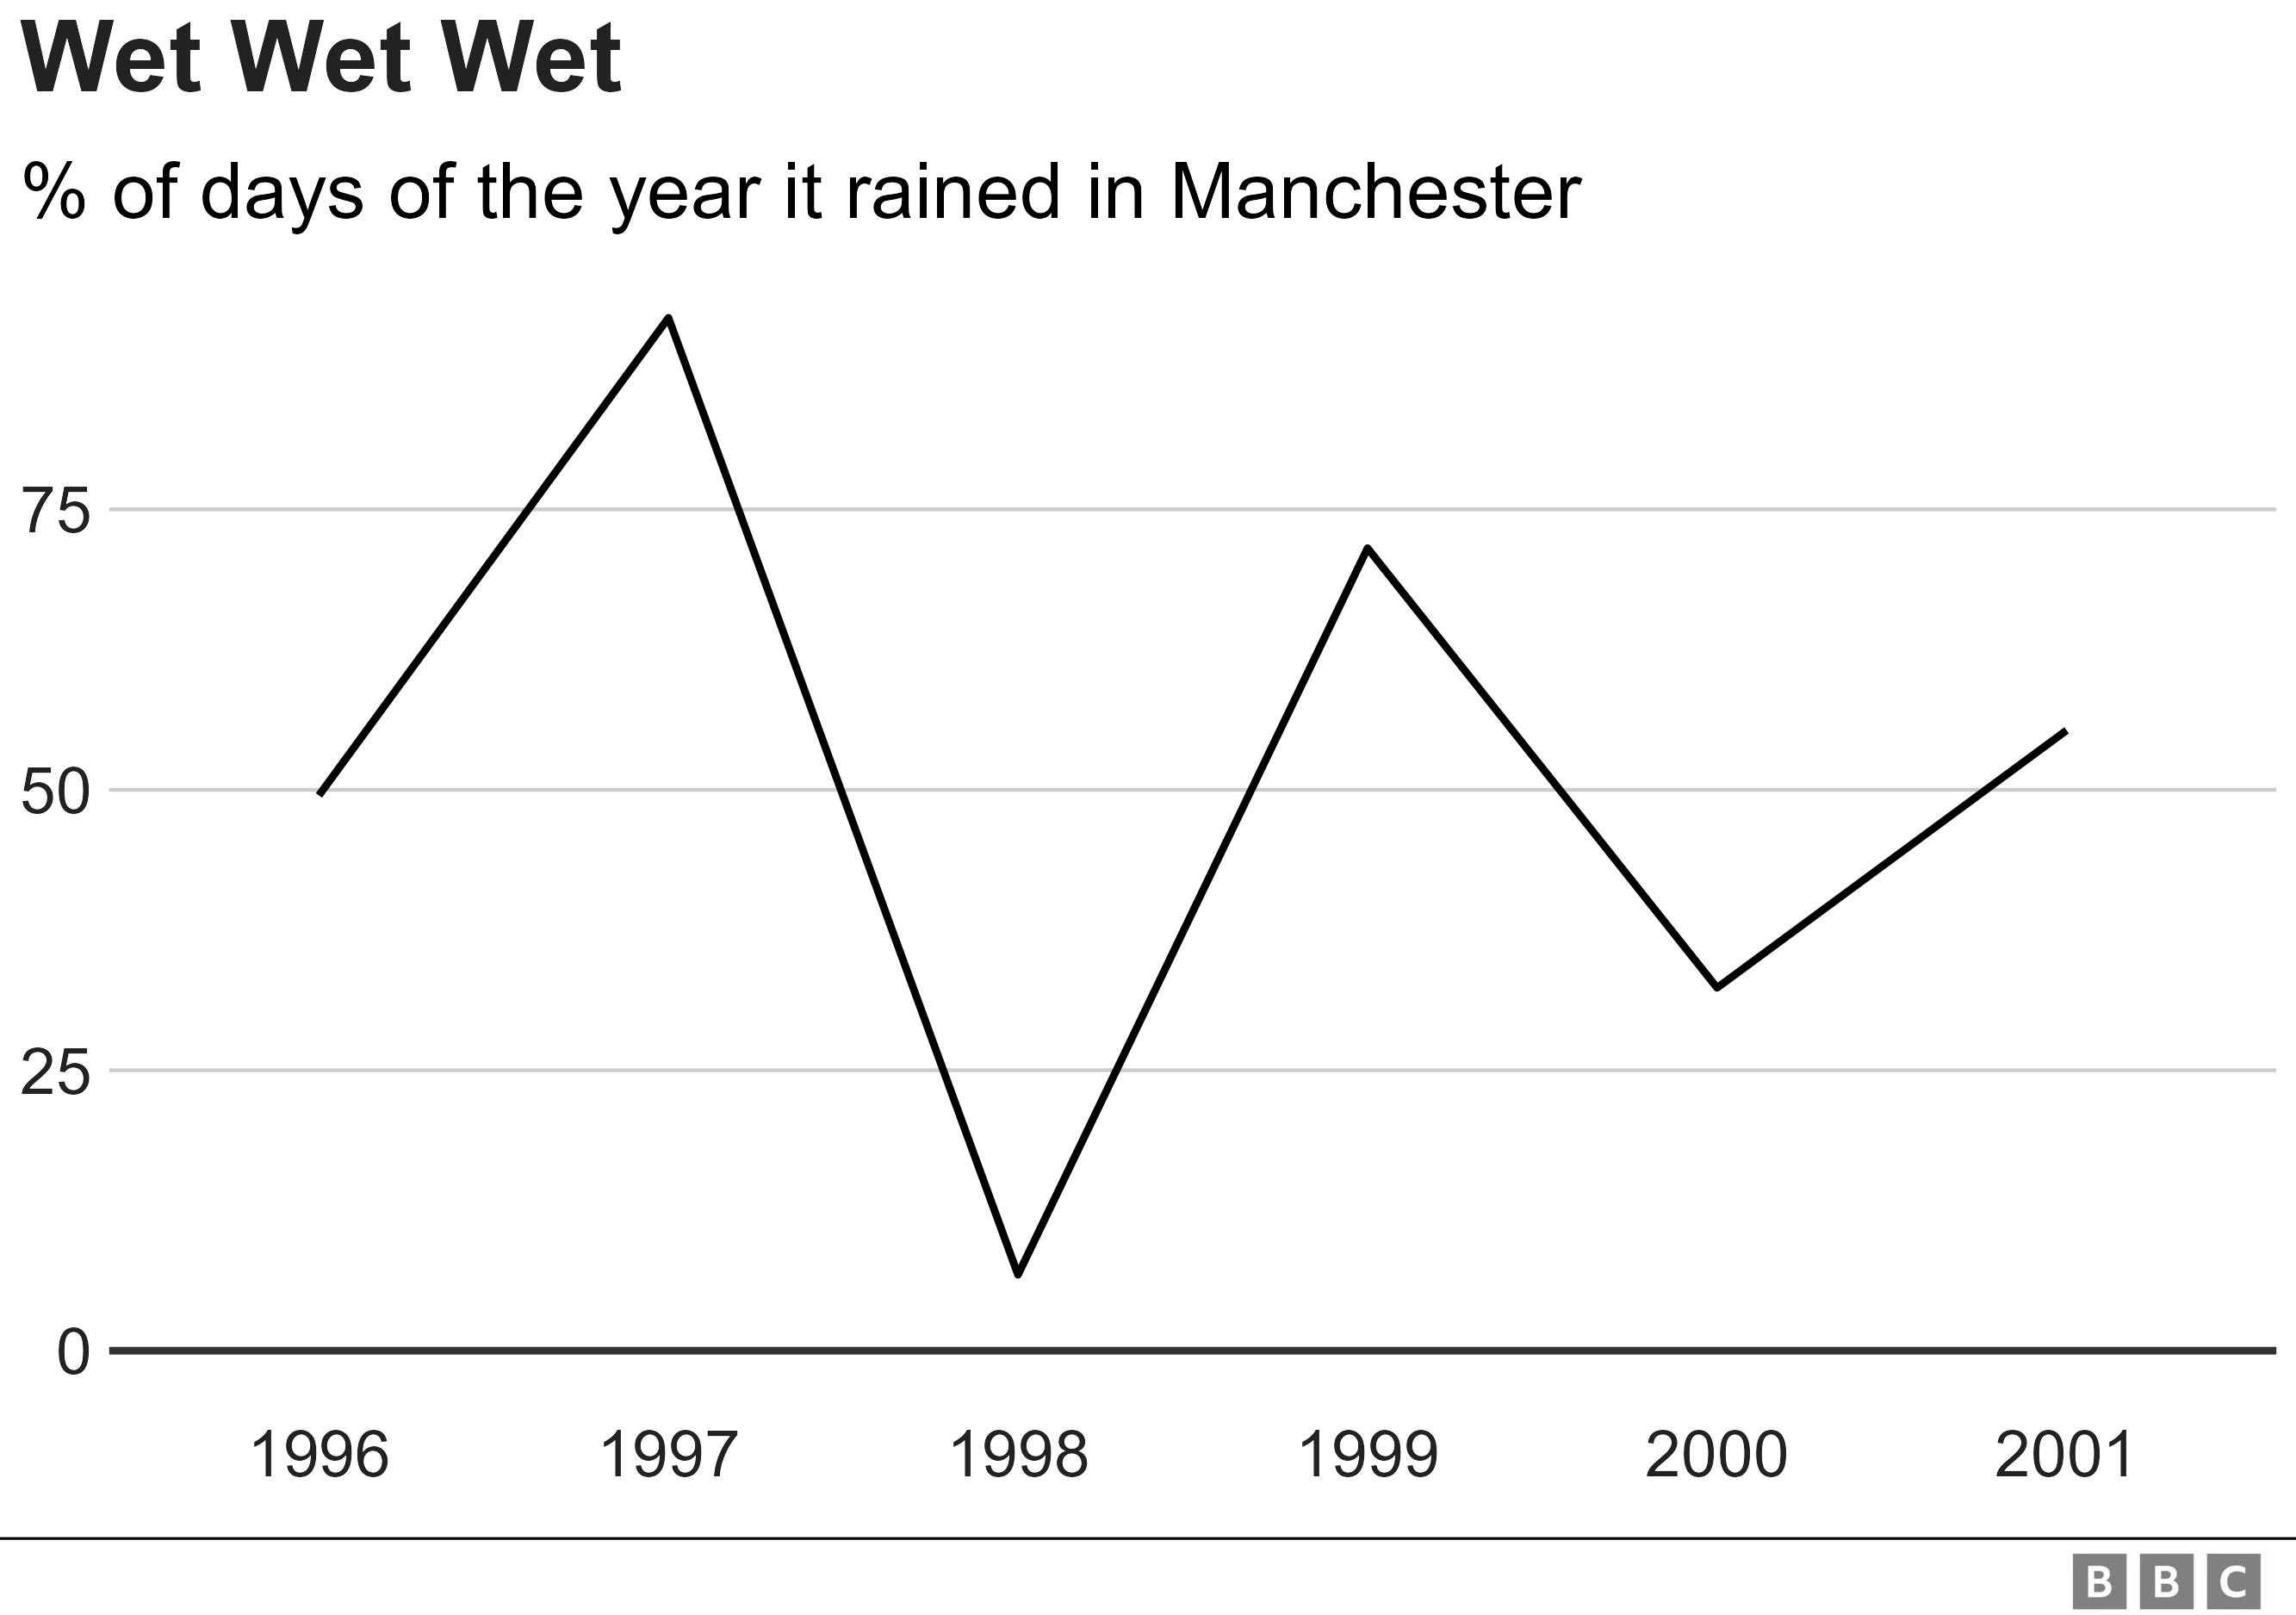 Wet Wet Wet
% of days of the year it rained in Manchester
75
50
25
0
1996 1997 1998 1999 2000 2001
BBC